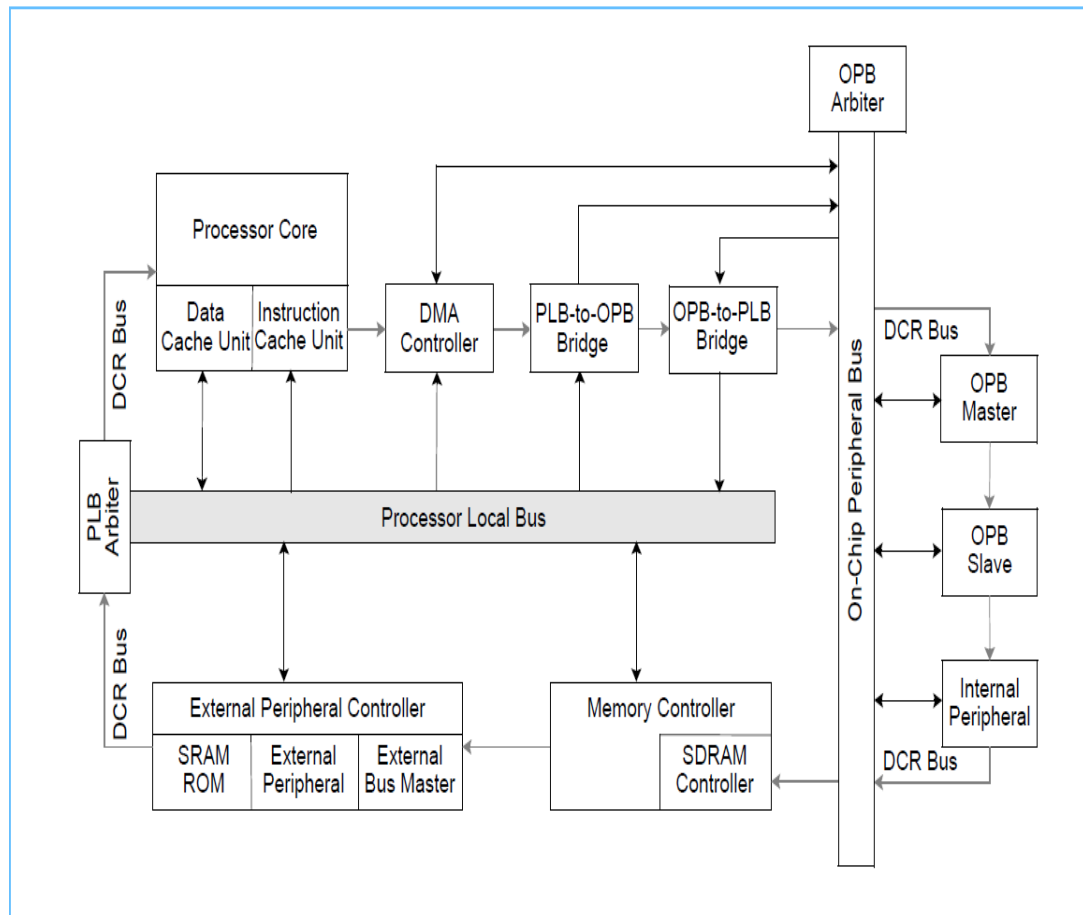 OPB
Arbiter
Processor Core
Data
Cache Unit
Instruction
Cache Unit
DMA
Controller
PLB-to-OPB
Bridge
OPB-to-PLB
Bridge
DCR Bus
DCR Bus
OPB
Master
PLB
Arbiter
Processor Local Bus
On-Chip Peripheral Bus
OPB
Slave
DCR Bus
External Peripheral Controller
SRAM
ROM
External
Peripheral
External
Bus Master
Memory Controller
SDRAM
Controller
Internal
Peripheral
DCR Bus